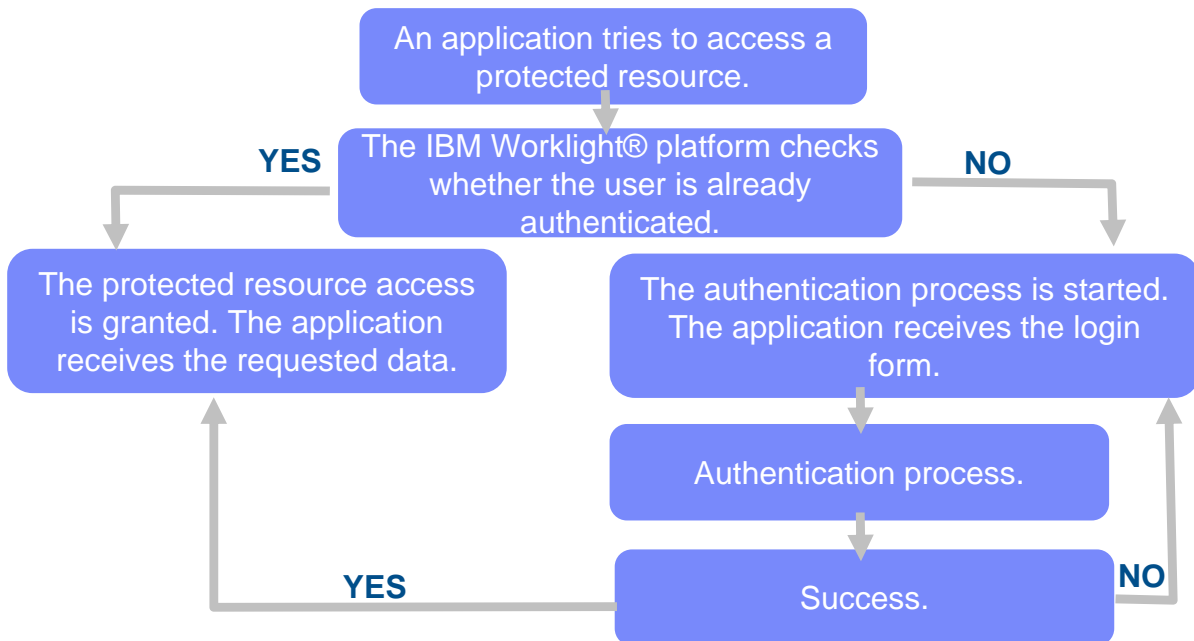 An application tries to access a
protected resource.
YES
The IBM Worklight® platform checks
whether the user is already
authenticated.
NO
The protected resource access
is granted. The application
receives the requested data.
The authentication process is started.
The application receives the login
form.
Authentication process.
YES
Success.
NO